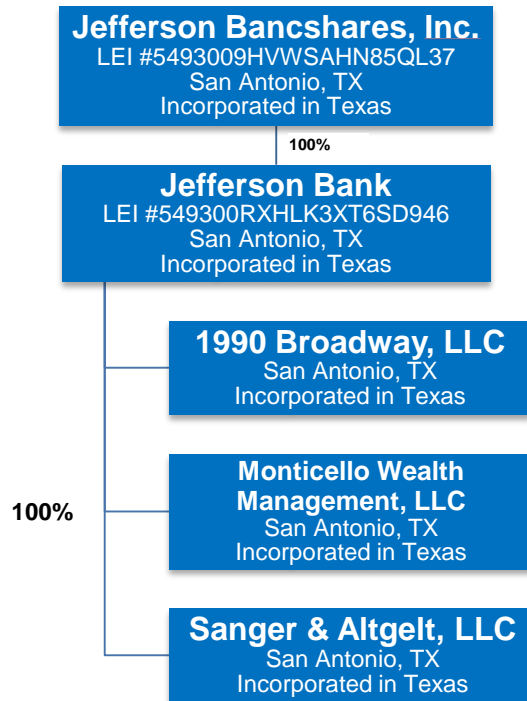 Jefferson Bancshares, Inc.
LEI #5493009HVWSAHN85QL37
San Antonio, TX
Incorporated in Texas
100%
Jefferson Bank
LEI #549300RXHLK3XT6SD946
San Antonio, TX
Incorporated in Texas
1990 Broadway, LLC
San Antonio, TX
Incorporated in Texas
Monticello Wealth
Management, LLC
San Antonio, TX
Incorporated in Texas
100%
Sanger & Altgelt, LLC
San Antonio, TX
Incorporated in Texas